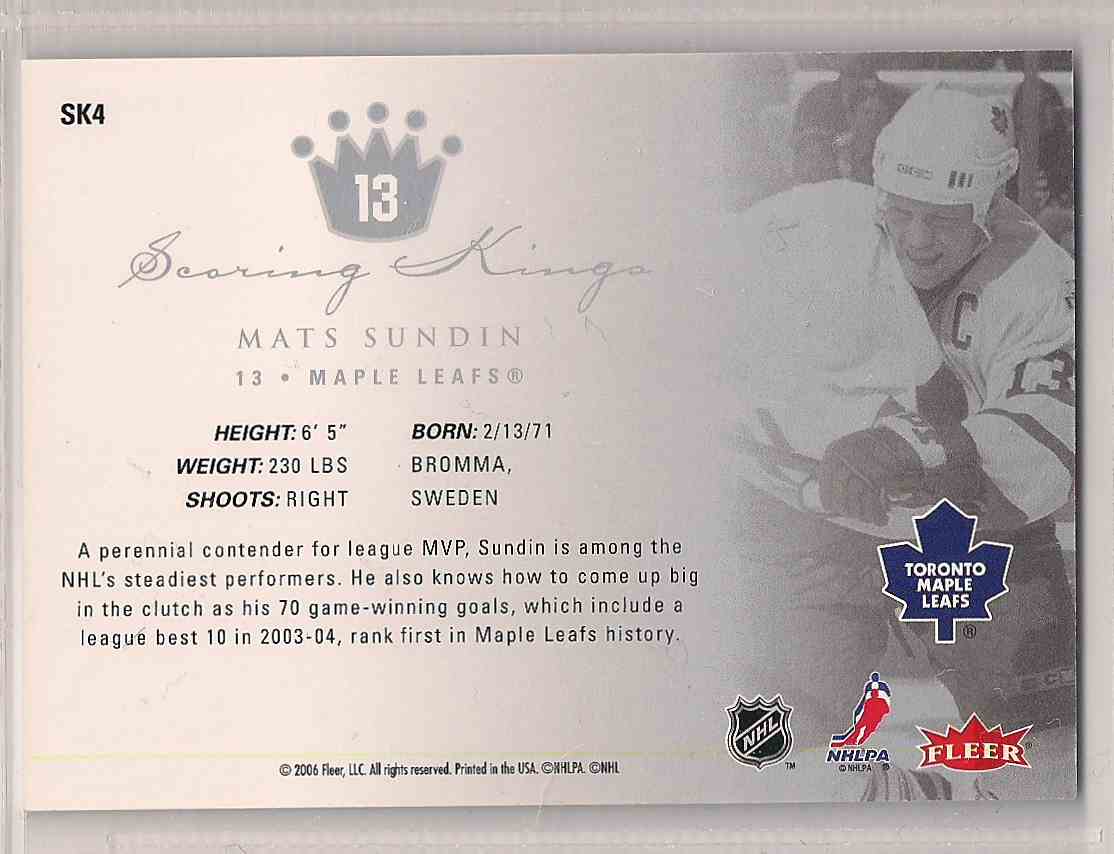 SK4
13
Scoring Kings
MATS SUNDIN
13 • MAPLE LEAFS®
HEIGHT: 6' 5"
WEIGHT: 230 LBS
SHOOTS: RIGHT
BORN: 2/13/71
BROMMA,
SWEDEN
A perennial contender for league MVP, Sundin is among the
NHL's steadiest performers. He also knows how to come up big
in the clutch as his 70 game-winning goals, which include a
league best 10 in 2003-04, rank first in Maple Leafs history.
C
13
TORONTO
MAPLE
LEAFS
®
NHL
TM
NHLPA
© NHLPA ®
FLEER®
© 2006 Fleer, LLC. All rights reserved. Printed in the USA. ©NHLPA. ©NHL